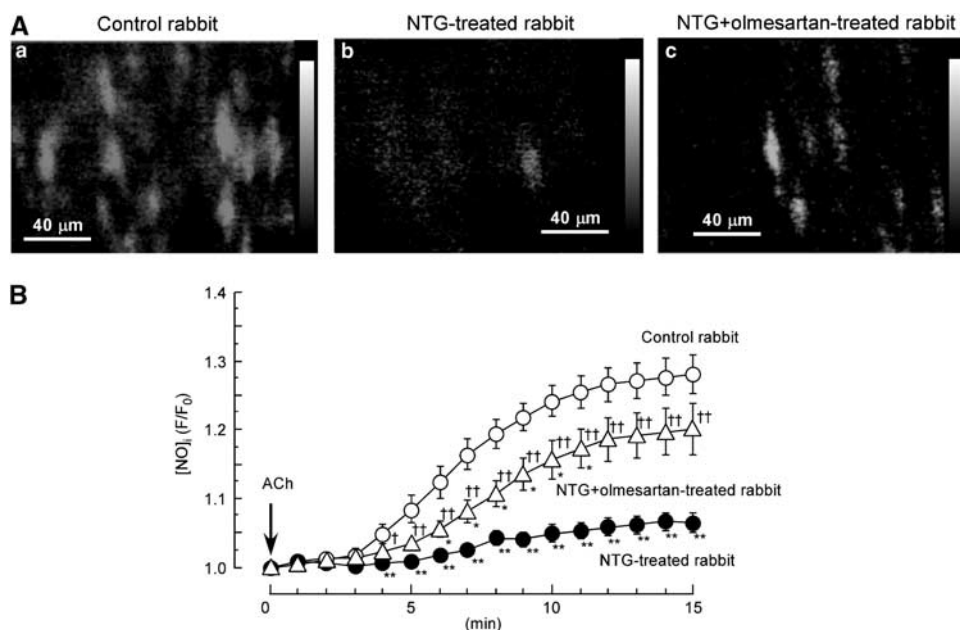 A
Control rabbit
NTG-treated rabbit
NTG+olmesartan-treated rabbit
a
b
c
40 µm
40 µm
40 µm
B
1.4
1.3
1.2
1.1
1.0
[NO]i (F/F0)
ACh
Control rabbit
NTG+olmesartan-treated rabbit
NTG-treated rabbit
† †† †† †† †† †† †† †† †† †† †† ††
* * * * * *
** ** ** ** ** ** ** ** ** ** ** **
0 5 10 15
(min)